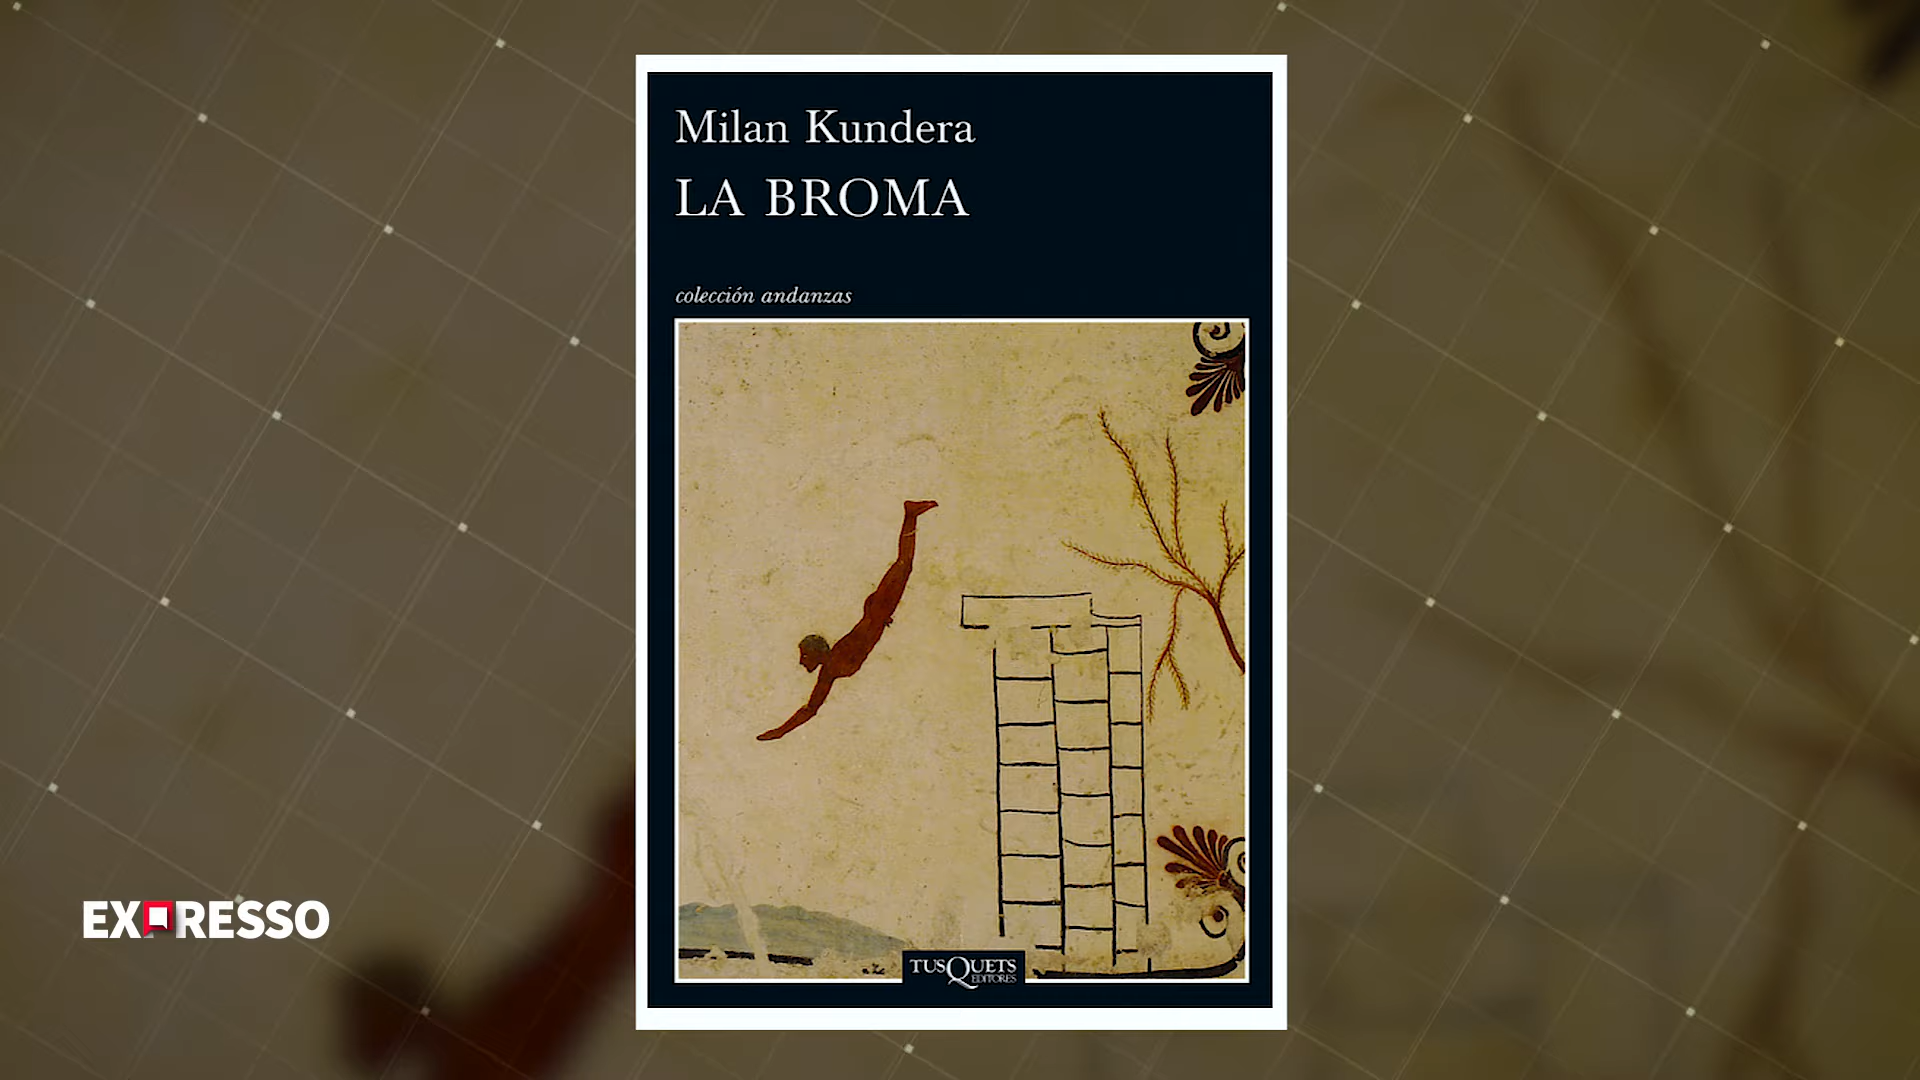 Milan Kundera
LA BROMA
colección andanzas
TUSQUETS
EDITORES
EXPRESSO